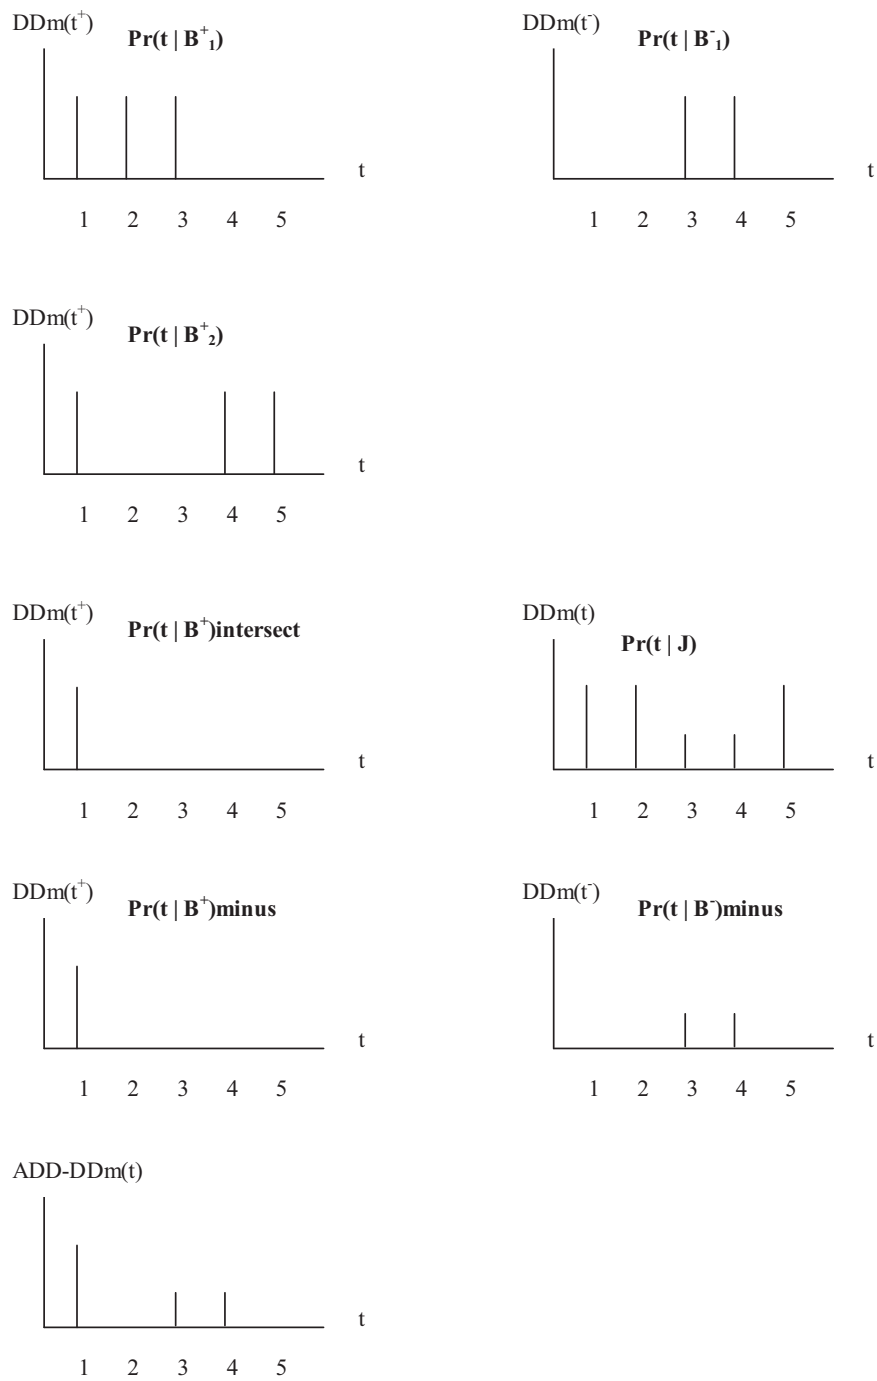 DDm(t⁺)
Pr(t | B⁺₁)
t
1 2 3 4 5
DDm(t⁻)
Pr(t | B⁻₁)
t
1 2 3 4 5
DDm(t⁺)
Pr(t | B⁺₂)
t
1 2 3 4 5
DDm(t⁺)
Pr(t | B⁺)intersect
t
1 2 3 4 5
DDm(t)
Pr(t | J)
t
1 2 3 4 5
DDm(t⁺)
Pr(t | B⁺)minus
t
1 2 3 4 5
DDm(t⁻)
Pr(t | B⁻)minus
t
1 2 3 4 5
ADD-DDm(t)
t
1 2 3 4 5